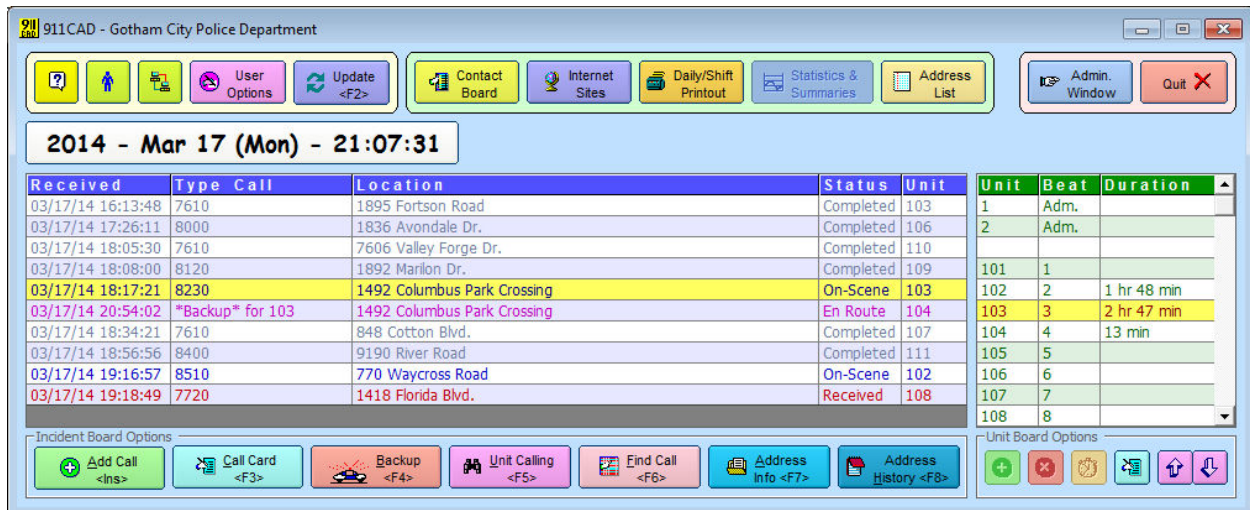 911 CAD 911CAD - Gotham City Police Department
User Options
Update <F2>
Contact Board
Internet Sites
Daily/Shift Printout
Statistics & Summaries
Address List
Admin. Window
Quit
2014 - Mar 17 (Mon) - 21:07:31
Received Type Call Location Status Unit
03/17/14 16:13:48 7610 1895 Fortson Road Completed 103
03/17/14 17:26:11 8000 1836 Avondale Dr. Completed 106
03/17/14 18:05:30 7610 7606 Valley Forge Dr. Completed 110
03/17/14 18:08:00 8120 1892 Marilon Dr. Completed 109
03/17/14 18:17:21 8230 1492 Columbus Park Crossing On-Scene 103
03/17/14 20:54:02 *Backup* for 103 1492 Columbus Park Crossing En Route 104
03/17/14 18:34:21 7610 848 Cotton Blvd. Completed 107
03/17/14 18:56:56 8400 9190 River Road Completed 111
03/17/14 19:16:57 8510 770 Waycross Road On-Scene 102
03/17/14 19:18:49 7720 1418 Florida Blvd. Received 108
Unit Beat Duration
1 Adm.
2 Adm.
101 1
102 2 1 hr 48 min
103 3 2 hr 47 min
104 4 13 min
105 5
106 6
107 7
108 8
Incident Board Options
Add Call <Ins>
Call Card <F3>
Backup <F4>
Unit Calling <F5>
Find Call <F6>
Address Info <F7>
Address History <F8>
Unit Board Options